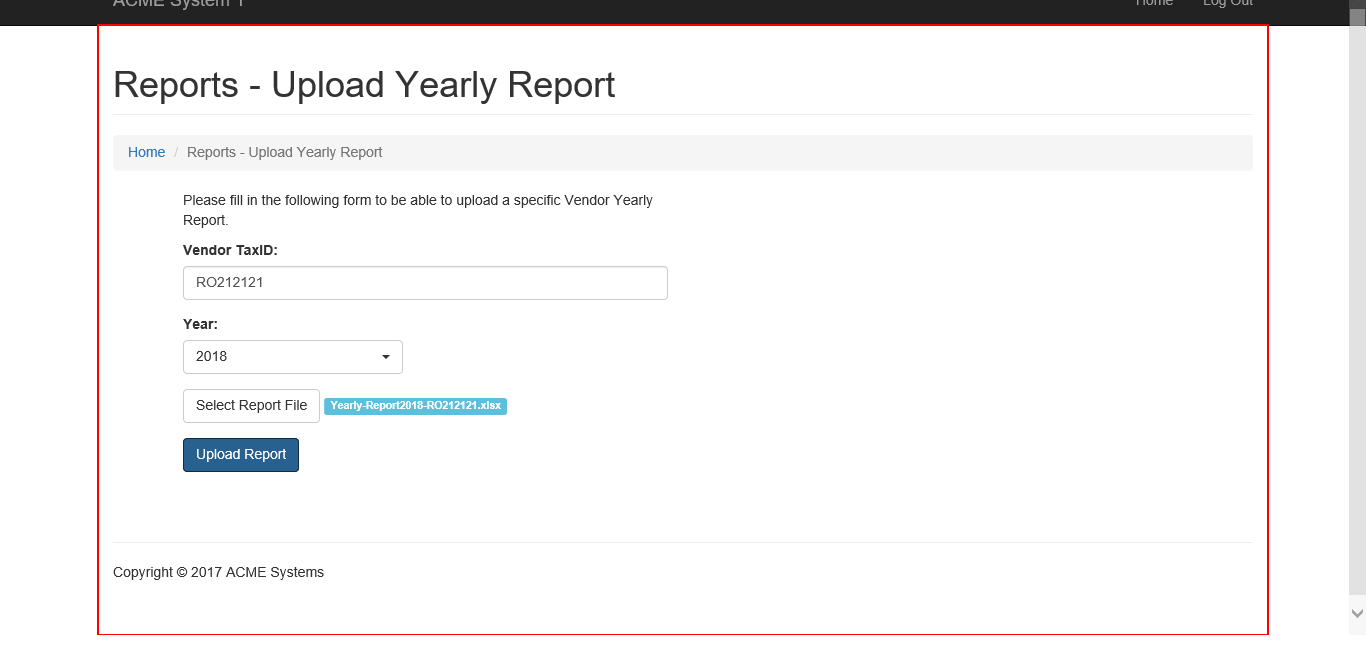 ACME System 1
Home
Log Out
Reports - Upload Yearly Report
Home / Reports - Upload Yearly Report
Please fill in the following form to be able to upload a specific Vendor Yearly
Report.
Vendor TaxID:
RO212121
Year:
2018
Select Report File
Yearly-Report2018-RO212121.xlsx
Upload Report
Copyright © 2017 ACME Systems